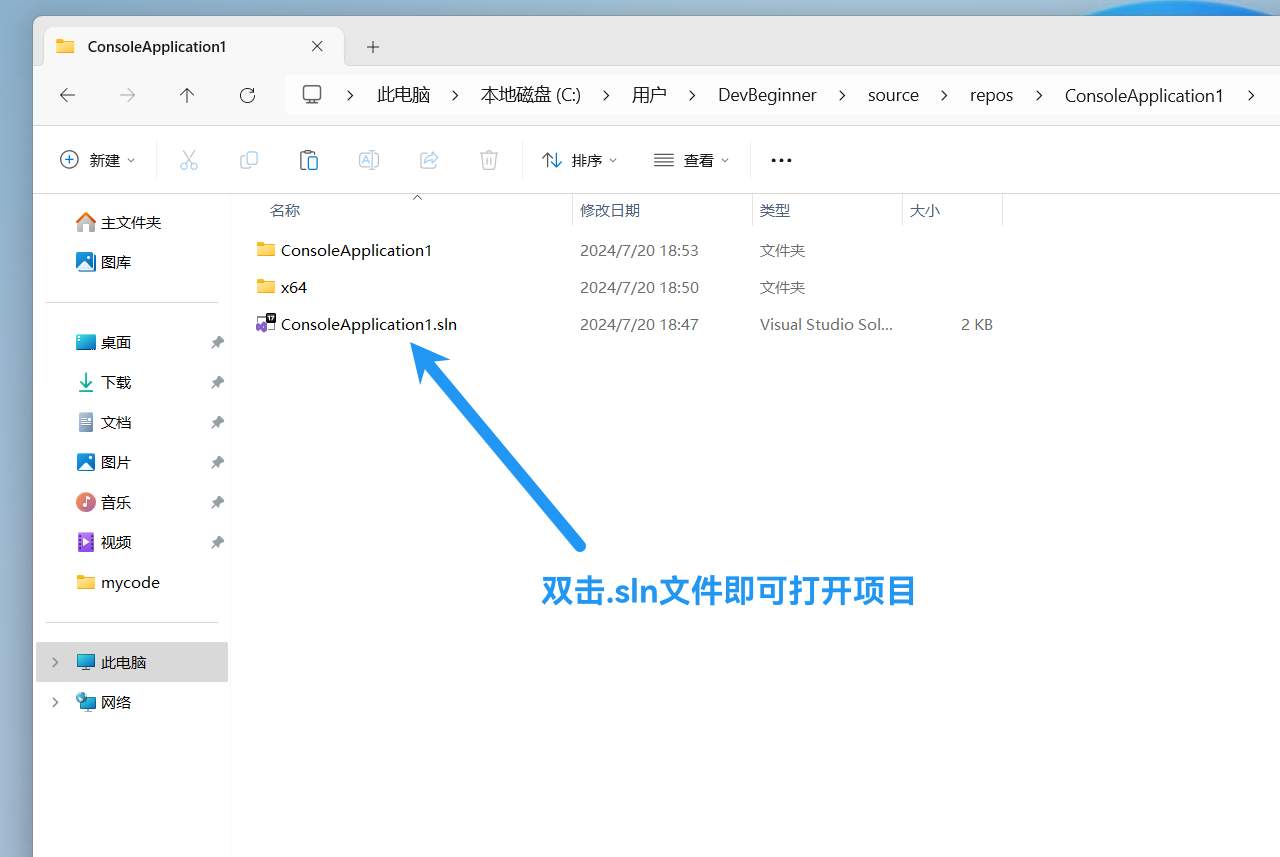 ConsoleApplication1
此电脑 本地磁盘 (C:) 用户 DevBeginner source repos ConsoleApplication1
新建 排序 查看
名称 修改日期 类型 大小
主文件夹
图库
桌面
下载
文档
图片
音乐
视频
mycode
此电脑
网络
ConsoleApplication1 2024/7/20 18:53 文件夹
x64 2024/7/20 18:50 文件夹
ConsoleApplication1.sln 2024/7/20 18:47 Visual Studio Sol... 2 KB
双击.sln文件即可打开项目